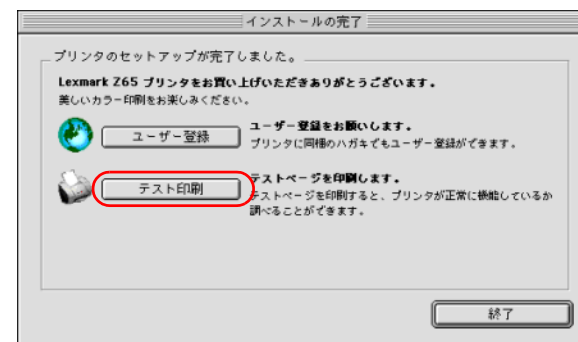 インストールの完了
プリンタのセットアップが完了しました。
Lexmark Z65 プリンタをお買い上げいただきありがとうございます。
美しいカラー印刷をお楽しみください。
ユーザー登録
ユーザー登録をお願いします。
プリンタに同梱のハガキでもユーザー登録ができます。
テスト印刷
テストページを印刷します。
テストページを印刷すると、プリンタが正常に機能しているか
調べることができます。
終了